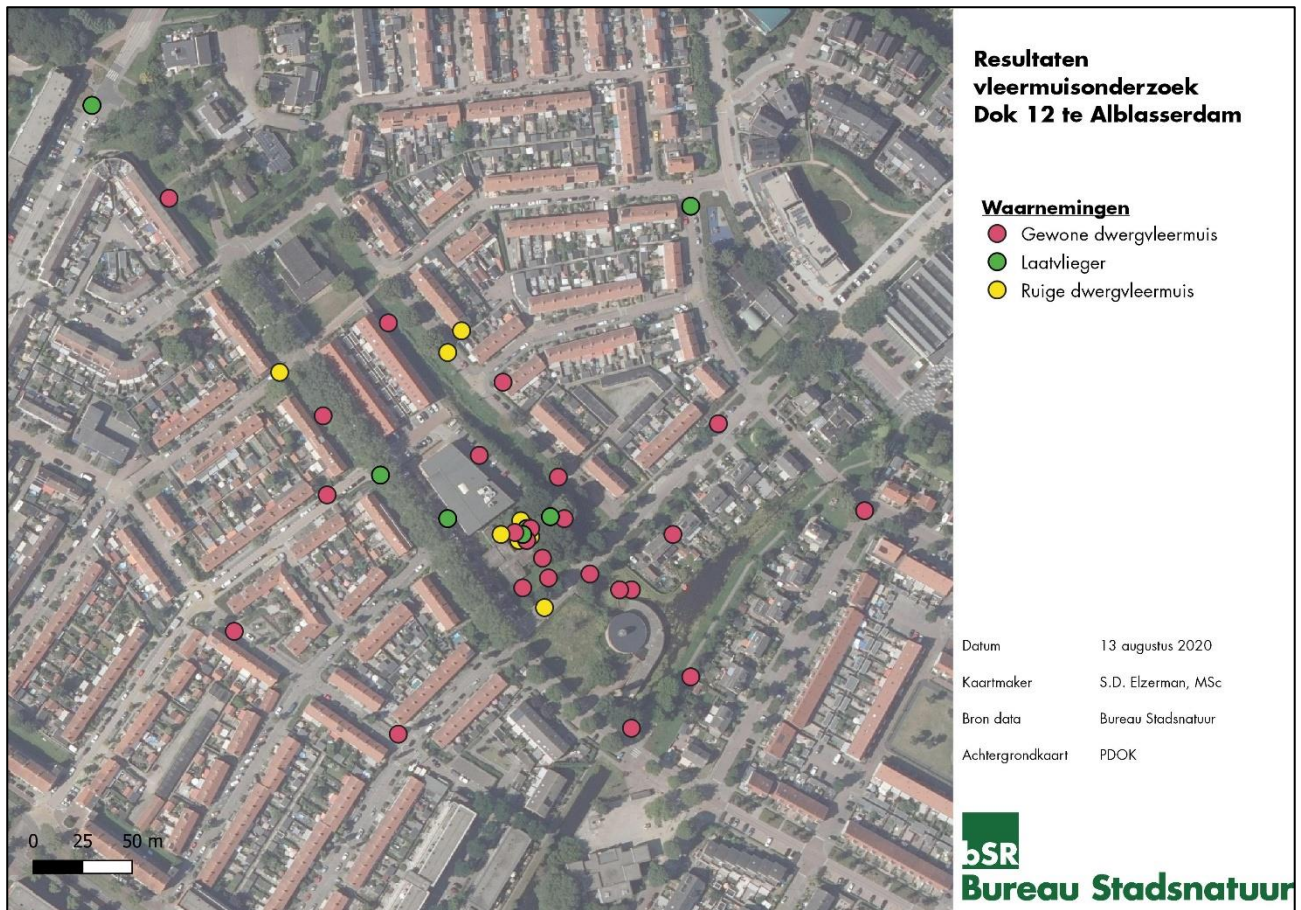 Resultaten
vleermuisonderzoek
Dok 12 te Alblasserdam
Waarnemingen
Gewone dwergvleermuis
Laatvlieger
Ruige dwergvleermuis
Datum 13 augustus 2020
Kaartmaker S.D. Elzerman, MSc
Bron data Bureau Stadsnatuur
Achtergrondkaart PDOK
0 25 50 m
bSR
Bureau Stadsnatuur